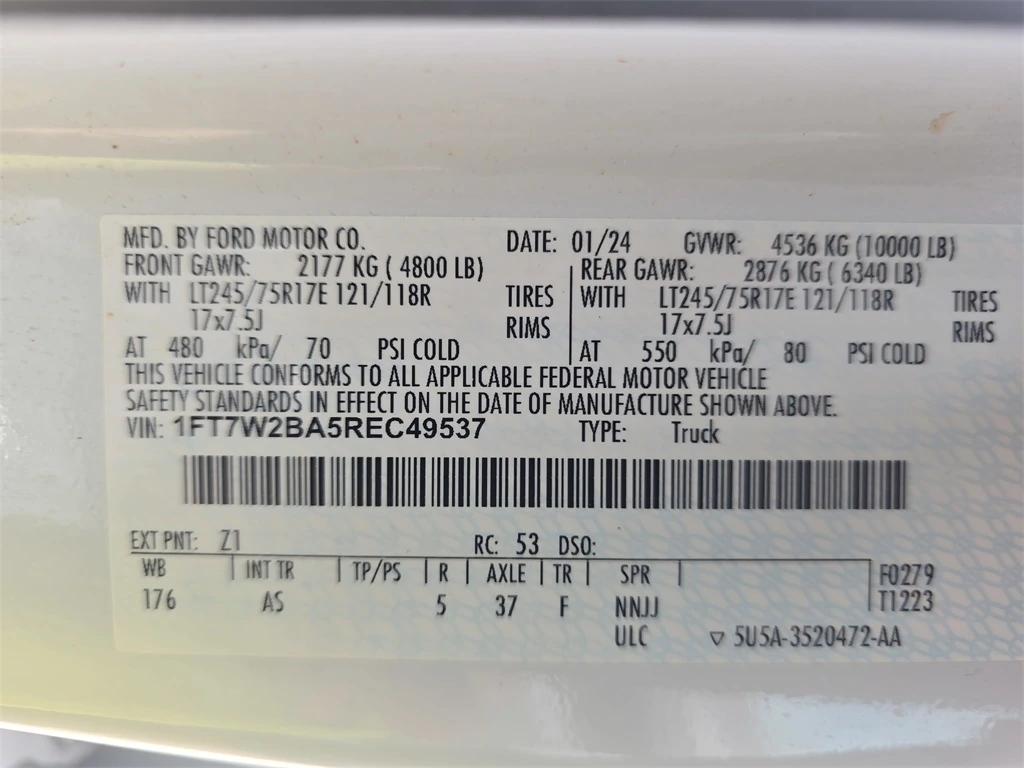 MFD. BY FORD MOTOR CO. DATE: 01/24 GVWR: 4536 KG (10000 LB)
FRONT GAWR: 2177 KG ( 4800 LB) REAR GAWR: 2876 KG ( 6340 LB)
WITH LT245/75R17E 121/118R TIRES WITH LT245/75R17E 121/118R TIRES
17x7.5J RIMS 17x7.5J RIMS
AT 480 kPa/ 70 PSI COLD AT 550 kPa/ 80 PSI COLD
THIS VEHICLE CONFORMS TO ALL APPLICABLE FEDERAL MOTOR VEHICLE
SAFETY STANDARDS IN EFFECT ON THE DATE OF MANUFACTURE SHOWN ABOVE.
VIN: 1FT7W2BA5REC49537 TYPE: Truck
EXT PNT: Z1 RC: 53 DSO:
WB INT TR TP/PS R AXLE TR SPR F0279
176 AS 5 37 F NNJJ T1223
ULC ▽ 5U5A-3520472-AA